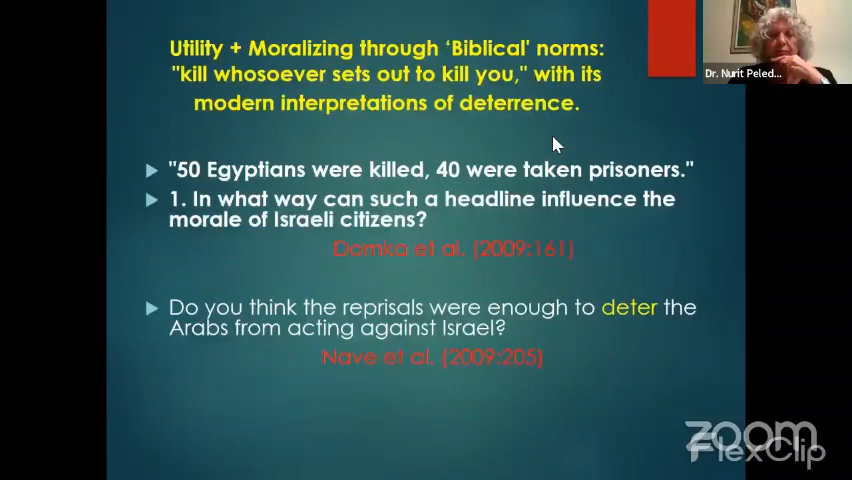 Utility + Moralizing through ‘Biblical' norms:
"kill whosoever sets out to kill you," with its
modern interpretations of deterrence.
"50 Egyptians were killed, 40 were taken prisoners."
1. In what way can such a headline influence the
morale of Israeli citizens?
Domka et al. (2009:161)
Do you think the reprisals were enough to deter the
Arabs from acting against Israel?
Nave et al. (2009:205)
Dr. Nurit Peled...
zoom
FlexClip